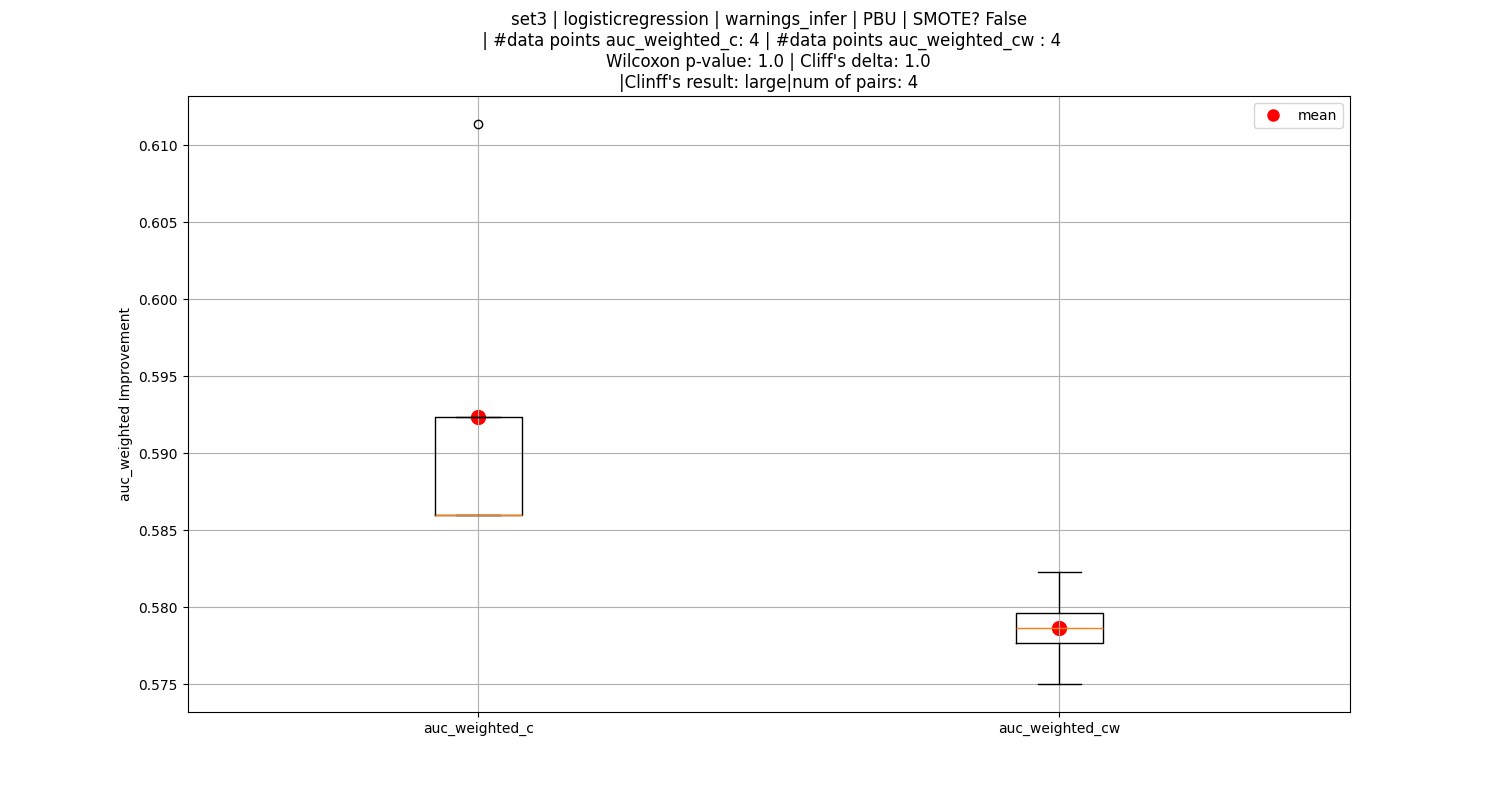 set3 | logisticregression | warnings_infer | PBU | SMOTE? False
| #data points auc_weighted_c: 4 | #data points auc_weighted_cw : 4
Wilcoxon p-value: 1.0 | Cliff's delta: 1.0
|Clinff's result: large|num of pairs: 4
mean
0.610
0.605
0.600
0.595
0.590
0.585
0.580
0.575
auc_weighted Improvement
auc_weighted_c
auc_weighted_cw